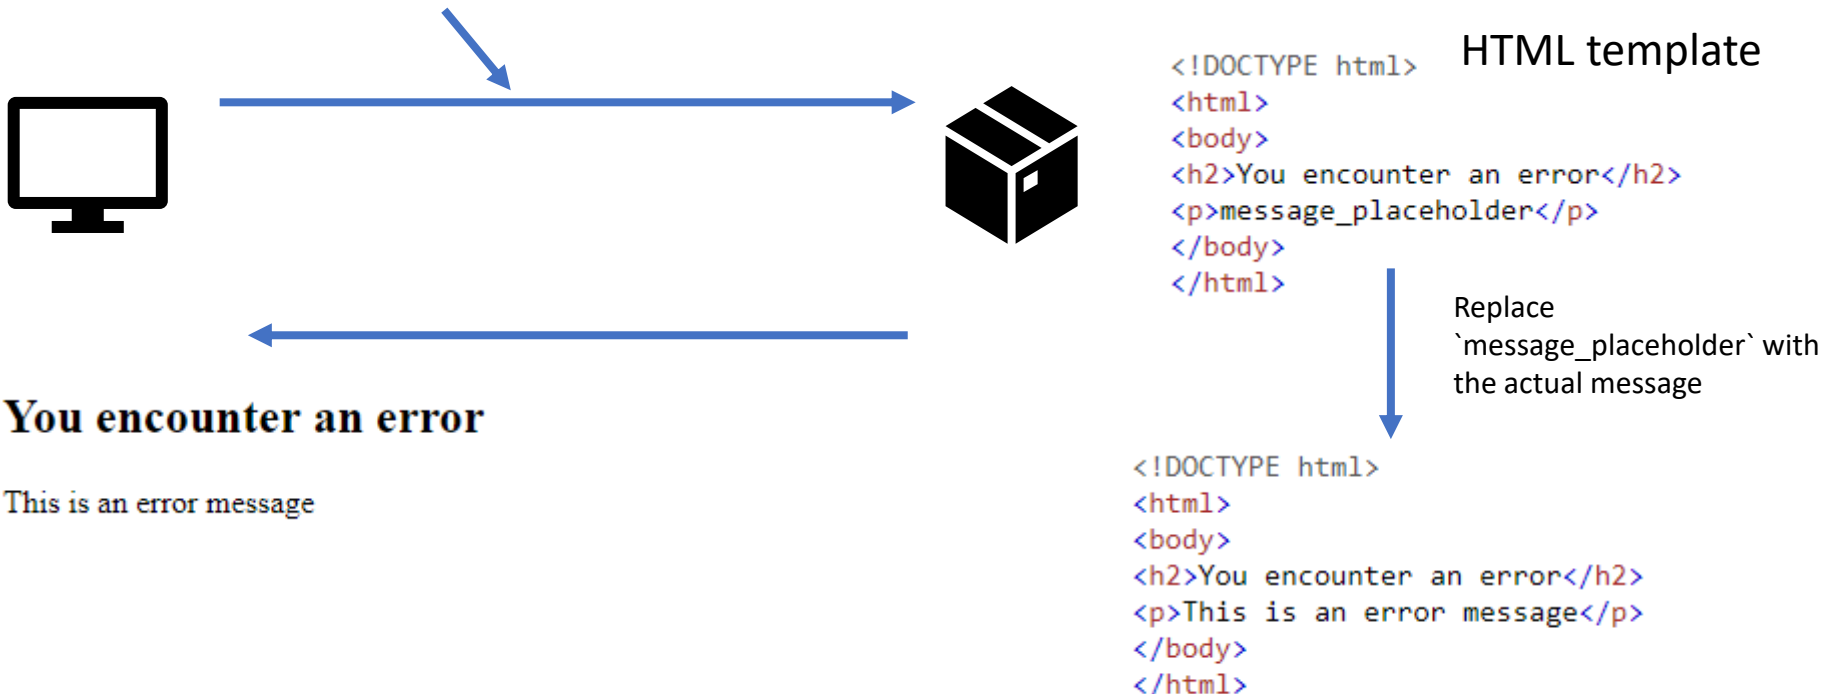 HTML template
<!DOCTYPE html>
<html>
<body>
<h2>You encounter an error</h2>
<p>message_placeholder</p>
</body>
</html>
Replace
`message_placeholder` with
the actual message
You encounter an error
This is an error message
<!DOCTYPE html>
<html>
<body>
<h2>You encounter an error</h2>
<p>This is an error message</p>
</body>
</html>